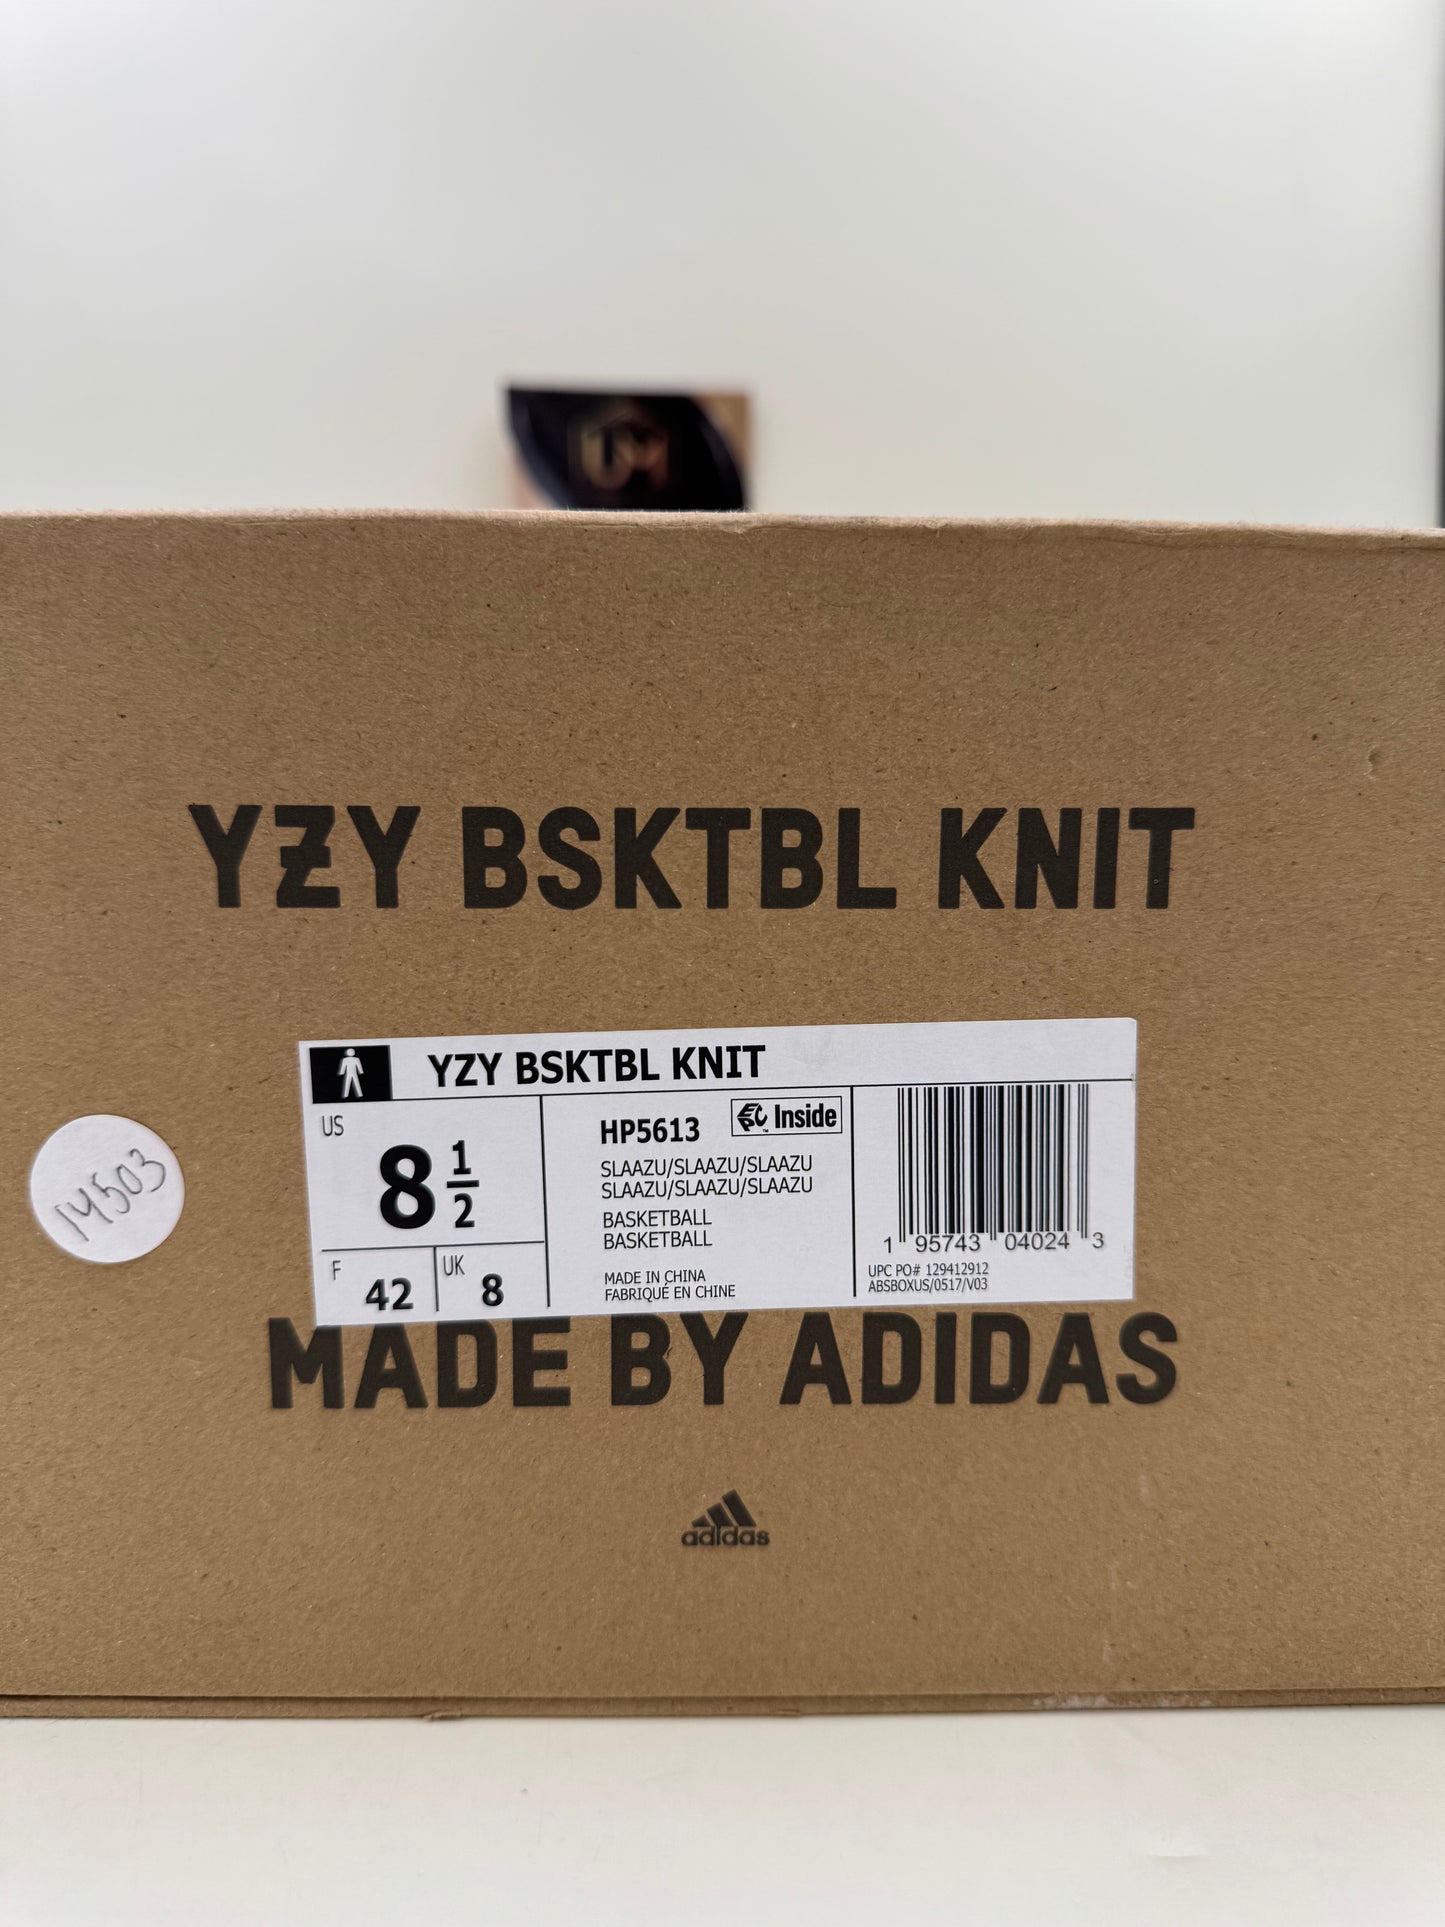 YZY BSKTBL KNIT
YZY BSKTBL KNIT
US
8 1/2
F
42
UK
8
HP5613
EPC Inside
™
SLAAZU/SLAAZU/SLAAZU
SLAAZU/SLAAZU/SLAAZU
BASKETBALL
BASKETBALL
MADE IN CHINA
FABRIQUÉ EN CHINE
1 95743 04024 3
UPC PO# 129412912
ABSBOXUS/0517/V03
14503
MADE BY ADIDAS
adidas